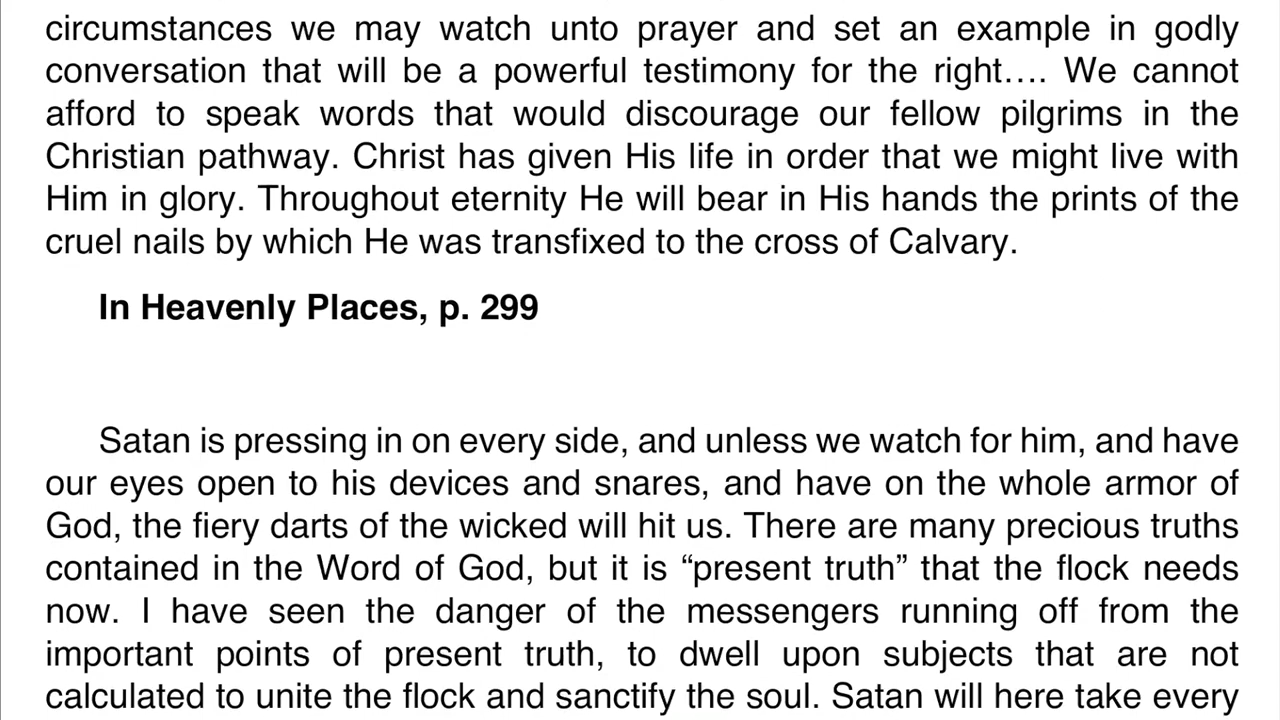 circumstances we may watch unto prayer and set an example in godly
conversation that will be a powerful testimony for the right.... We cannot
afford to speak words that would discourage our fellow pilgrims in the
Christian pathway. Christ has given His life in order that we might live with
Him in glory. Throughout eternity He will bear in His hands the prints of the
cruel nails by which He was transfixed to the cross of Calvary.
In Heavenly Places, p. 299
Satan is pressing in on every side, and unless we watch for him, and have
our eyes open to his devices and snares, and have on the whole armor of
God, the fiery darts of the wicked will hit us. There are many precious truths
contained in the Word of God, but it is “present truth” that the flock needs
now. I have seen the danger of the messengers running off from the
important points of present truth, to dwell upon subjects that are not
calculated to unite the flock and sanctify the soul. Satan will here take every